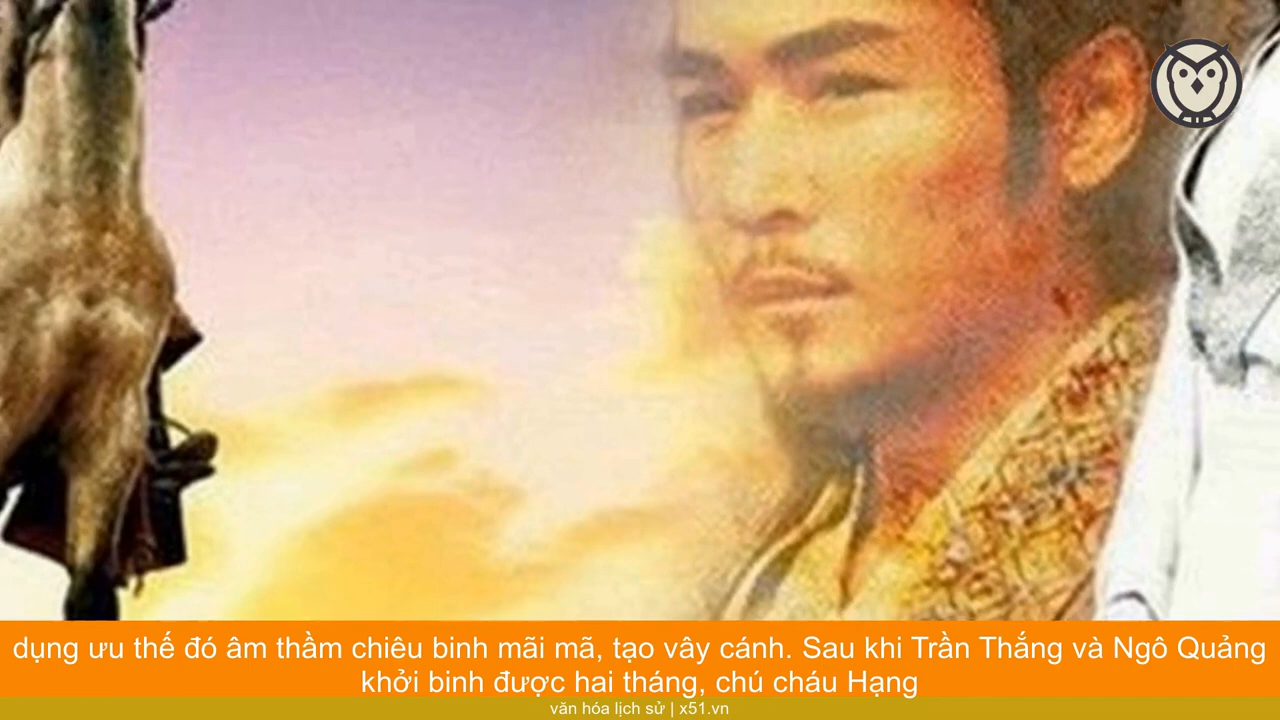 dụng ưu thế đó âm thầm chiêu binh mãi mã, tạo vây cánh. Sau khi Trần Thắng và Ngô Quảng
khởi binh được hai tháng, chú cháu Hạng
văn hóa lịch sử | x51.vn